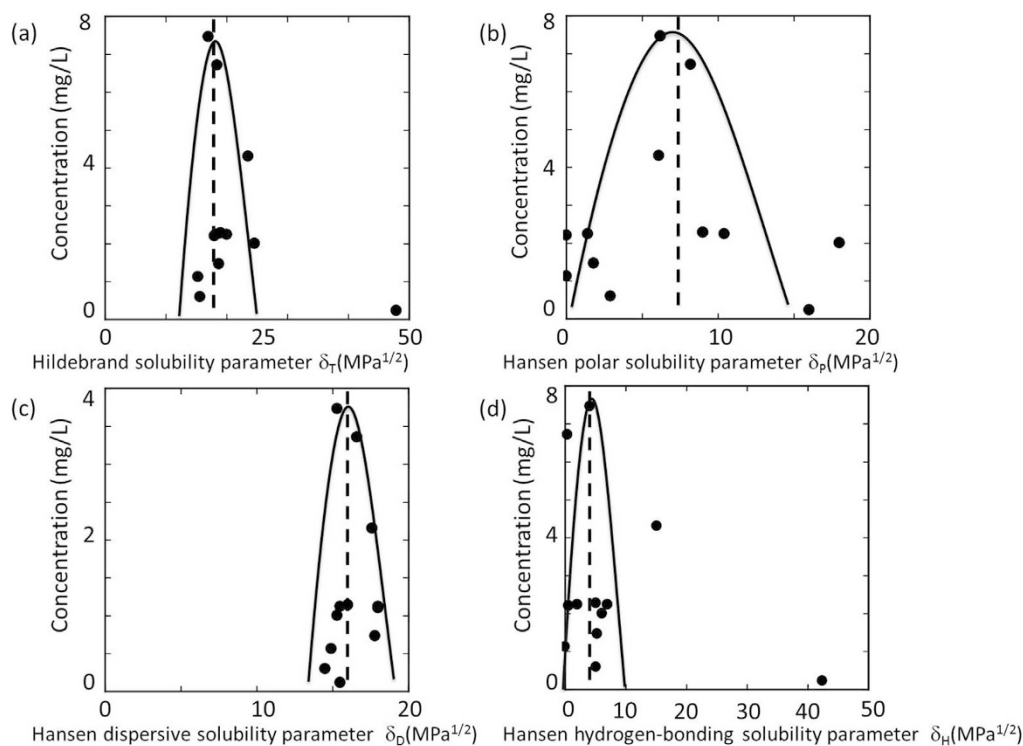 (a)
Concentration (mg/L)
8
4
0
0 25 50
Hildebrand solubility parameter δT(MPa1/2)
(b)
Concentration (mg/L)
8
4
0
0 10 20
Hansen polar solubility parameter δP(MPa1/2)
(c)
Concentration (mg/L)
4
2
0
0 10 20
Hansen dispersive solubility parameter δD(MPa1/2)
(d)
Concentration (mg/L)
8
4
0
0 10 20 30 40 50
Hansen hydrogen-bonding solubility parameter δH(MPa1/2)